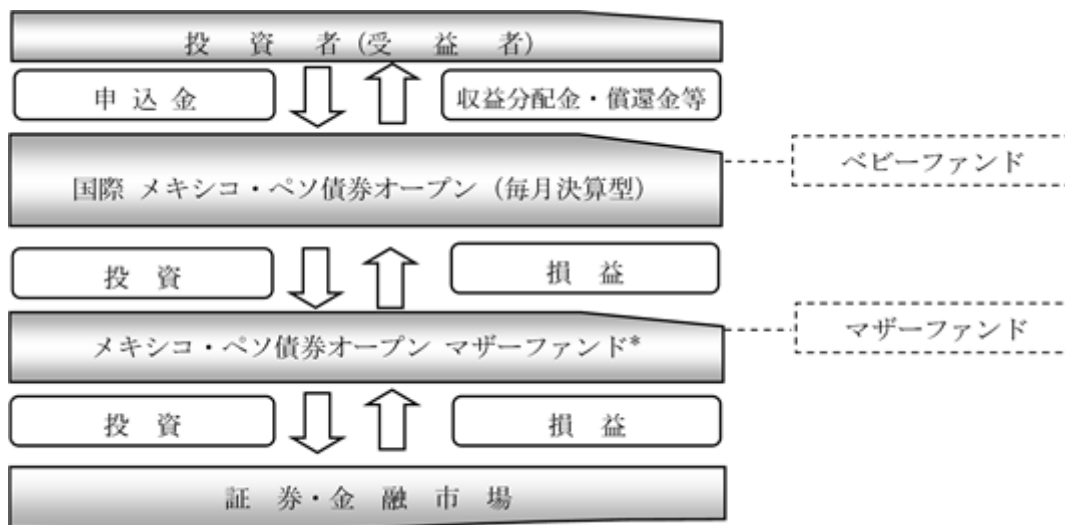 投資者(受益者)
申込金
収益分配金・償還金等
国際 メキシコ・ペソ債券オープン(毎月決算型)
ベビーファンド
投資
損益
メキシコ・ペソ債券オープン マザーファンド*
マザーファンド
投資
損益
証券・金融市場